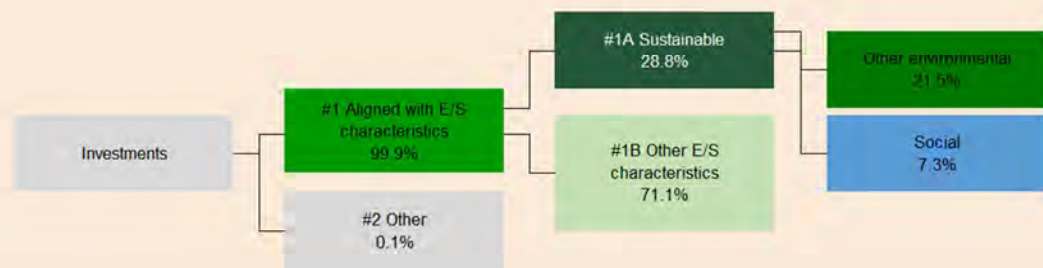 Investments
#1 Aligned with E/S
characteristics
99.9%
#2 Other
0.1%
#1A Sustainable
28.8%
#1B Other E/S
characteristics
71.1%
Other environmental
21.5%
Social
7.3%